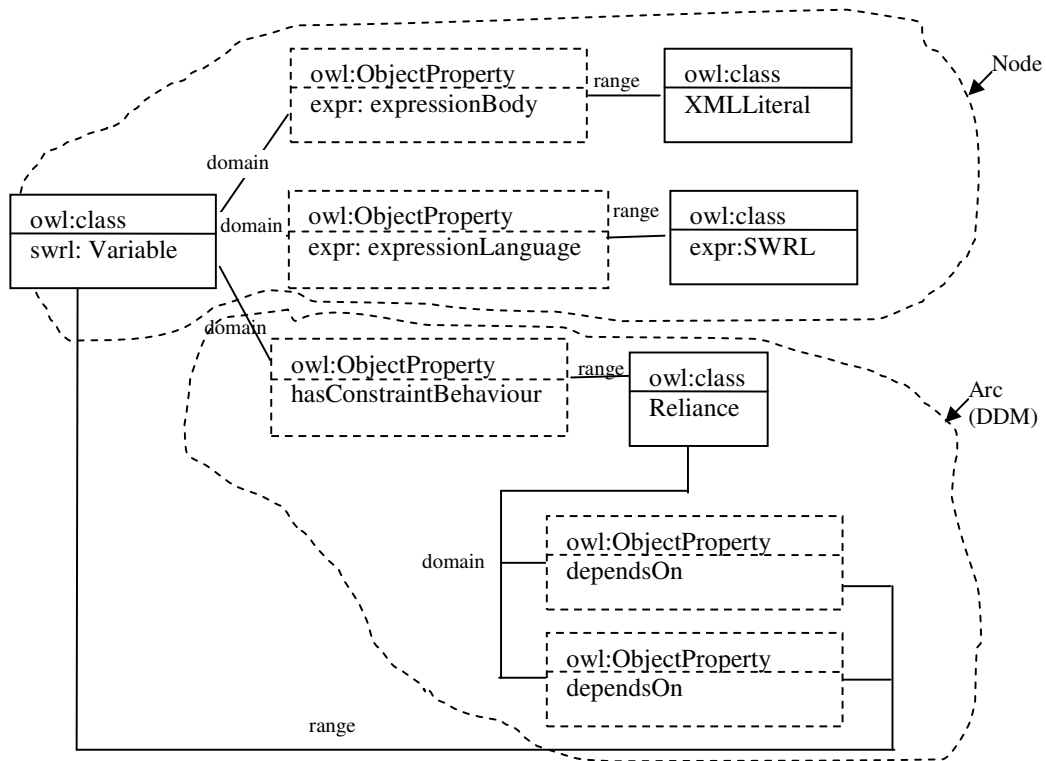 owl:ObjectProperty
expr: expressionBody
range
owl:class
XMLLiteral
Node
domain
owl:class
swrl: Variable
domain
owl:ObjectProperty
expr: expressionLanguage
range
owl:class
expr:SWRL
domain
owl:ObjectProperty
hasConstraintBehaviour
range
owl:class
Reliance
Arc
(DDM)
domain
owl:ObjectProperty
dependsOn
owl:ObjectProperty
dependsOn
range